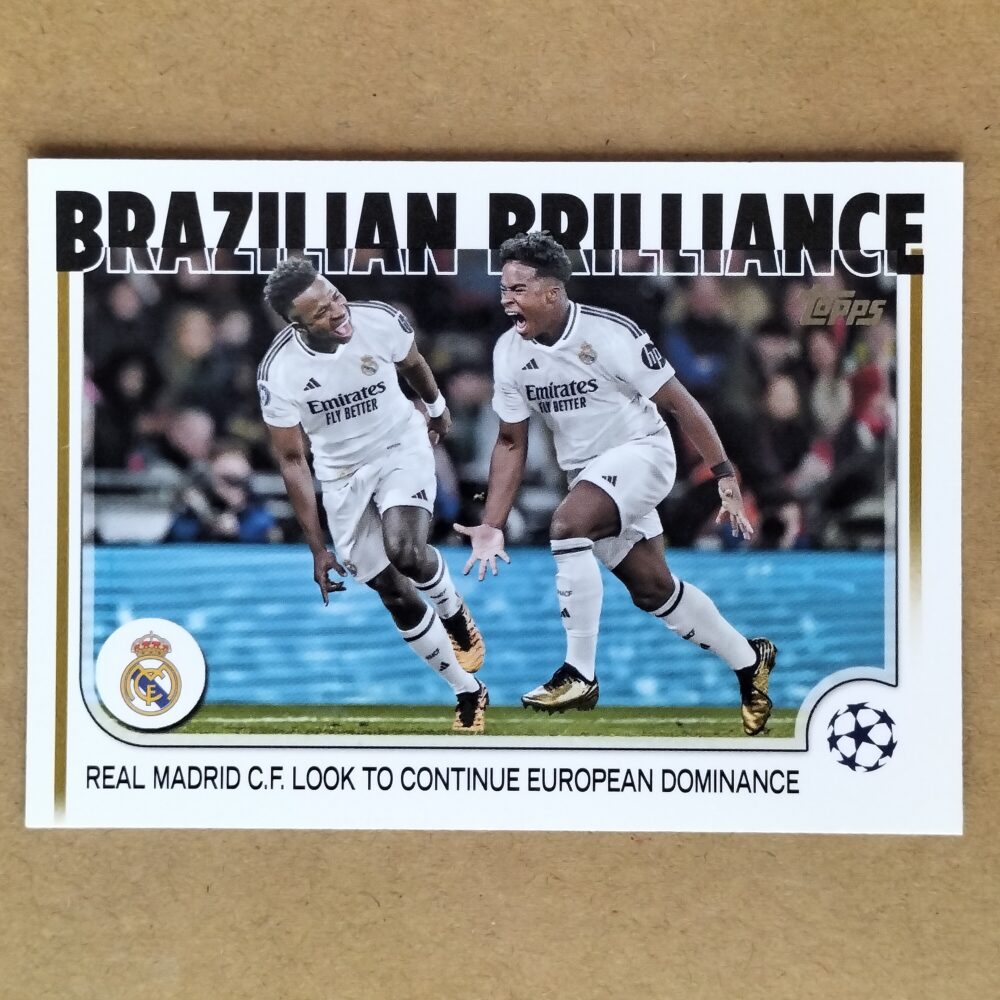 BRAZILIAN BRILLIANCE
Topps
Emirates
FLY BETTER
Emirates
FLY BETTER
hp
REAL MADRID C.F. LOOK TO CONTINUE EUROPEAN DOMINANCE